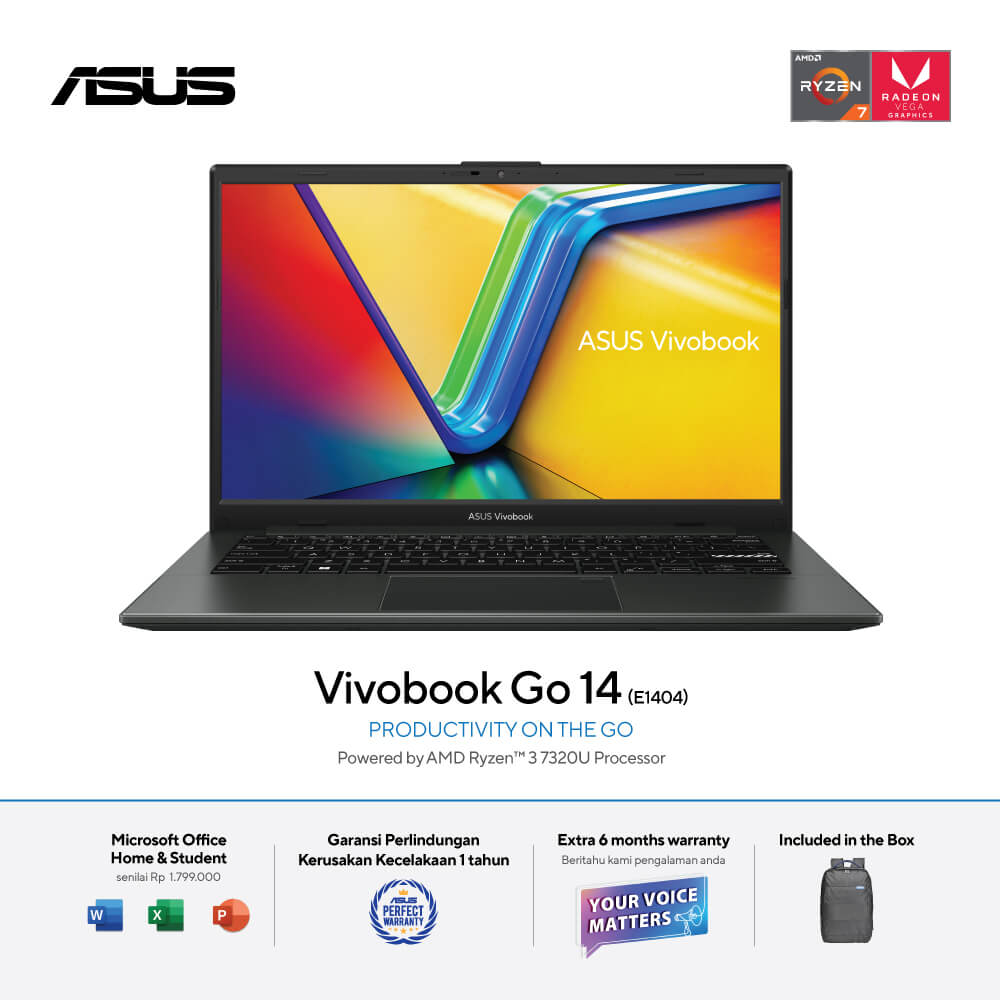 ASUS
AMD
RYZEN
7
RADEON
VEGA
GRAPHICS
ASUS Vivobook
ASUS Vivobook
Vivobook Go 14 (E1404)
PRODUCTIVITY ON THE GO
Powered by AMD Ryzen™ 3 7320U Processor
Microsoft Office
Home & Student
senilai Rp 1.799.000
W
X
P
Garansi Perlindungan
Kerusakan Kecelakaan 1 tahun
ASUS
PERFECT
WARRANTY
Extra 6 months warranty
Beritahu kami pengalaman anda
YOUR VOICE
MATTERS
Included in the Box